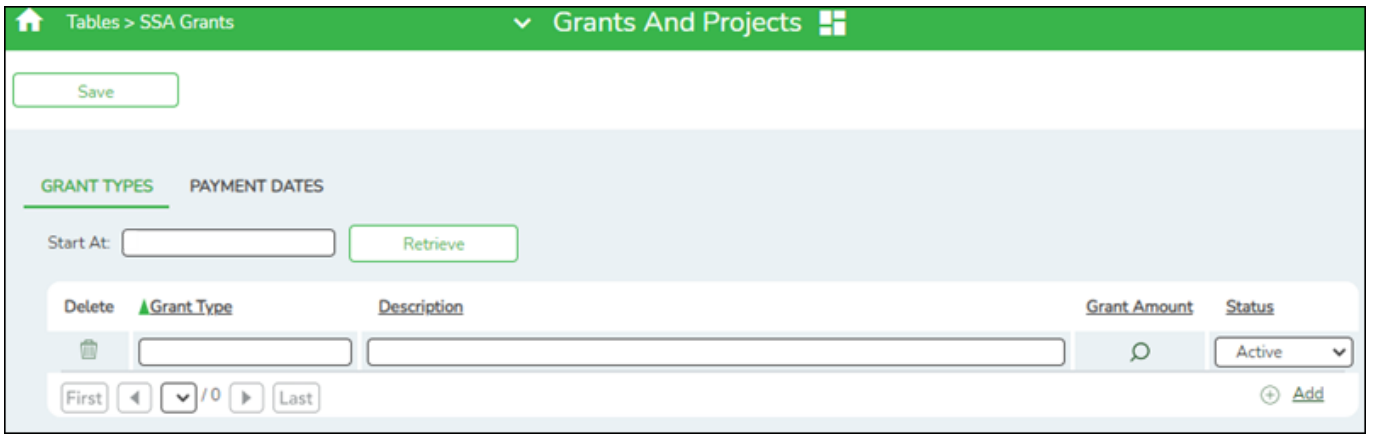 Tables > SSA Grants Grants And Projects
Save
GRANT TYPES PAYMENT DATES
Start At: Retrieve
Delete Grant Type Description Grant Amount Status
Active
First / 0 Last Add